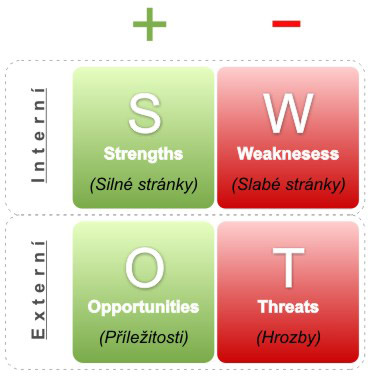 + −
Interní
S W
Strengths Weaknesess
(Silné stránky) (Slabé stránky)
Externí
O T
Opportunities Threats
(Příležitosti) (Hrozby)